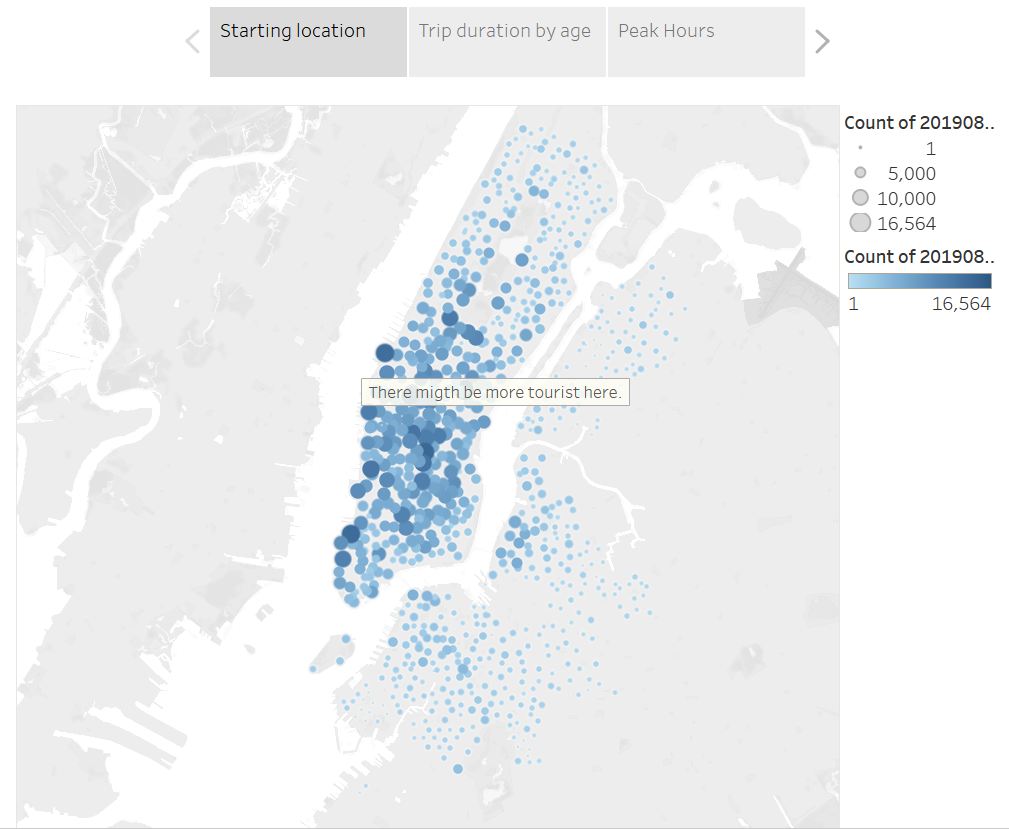 Starting location
Trip duration by age
Peak Hours
Count of 201908..
1
5,000
10,000
16,564
Count of 201908..
1 16,564
There migth be more tourist here.